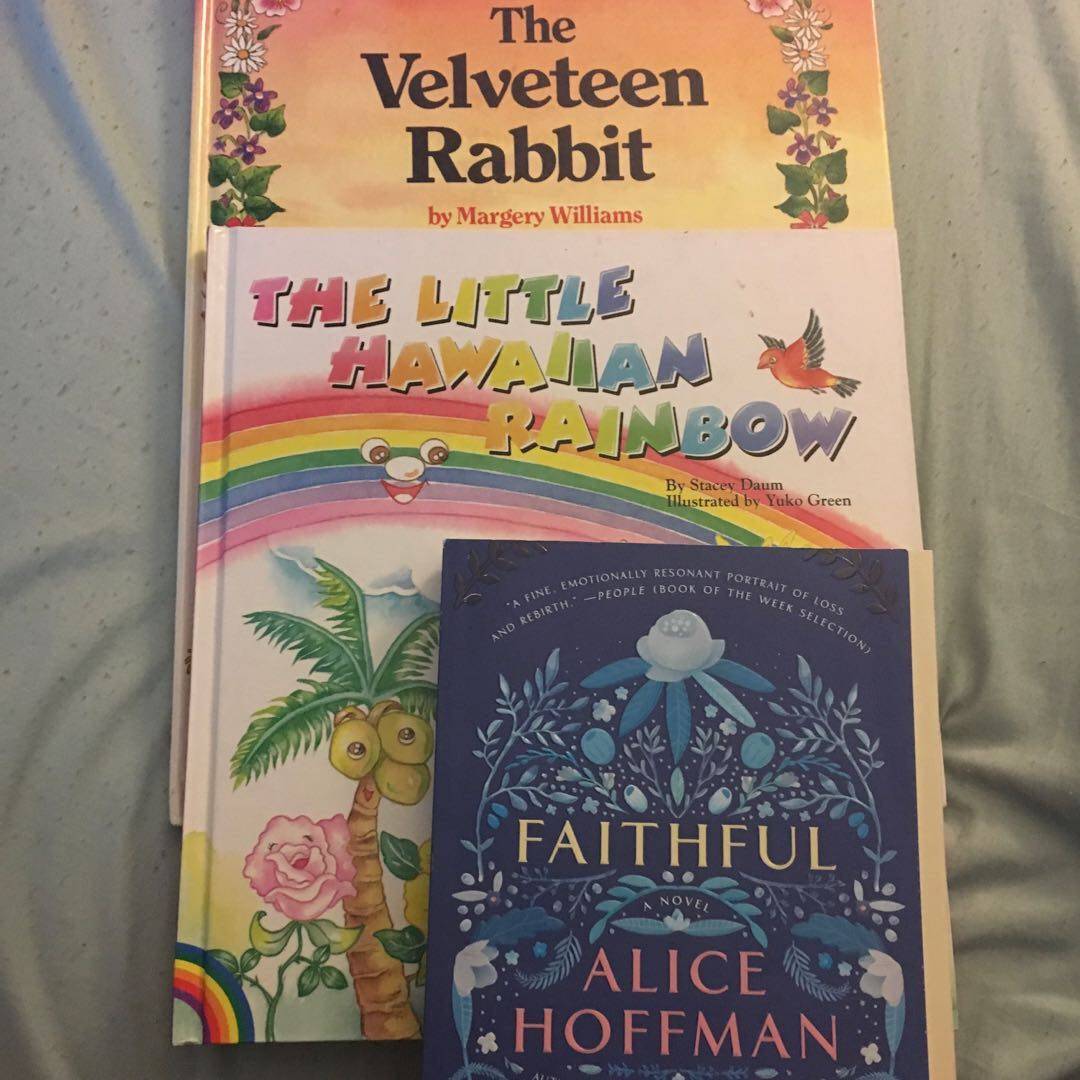 The
Velveteen
Rabbit
by Margery Williams
THE LITTLE
HAWAIIAN
RAINBOW
By Stacey Daum
Illustrated by Yuko Green
"A FINE, EMOTIONALLY RESONANT PORTRAIT OF LOSS
AND REBIRTH." —PEOPLE (BOOK OF THE WEEK SELECTION)
FAITHFUL
A NOVEL
ALICE
HOFFMAN